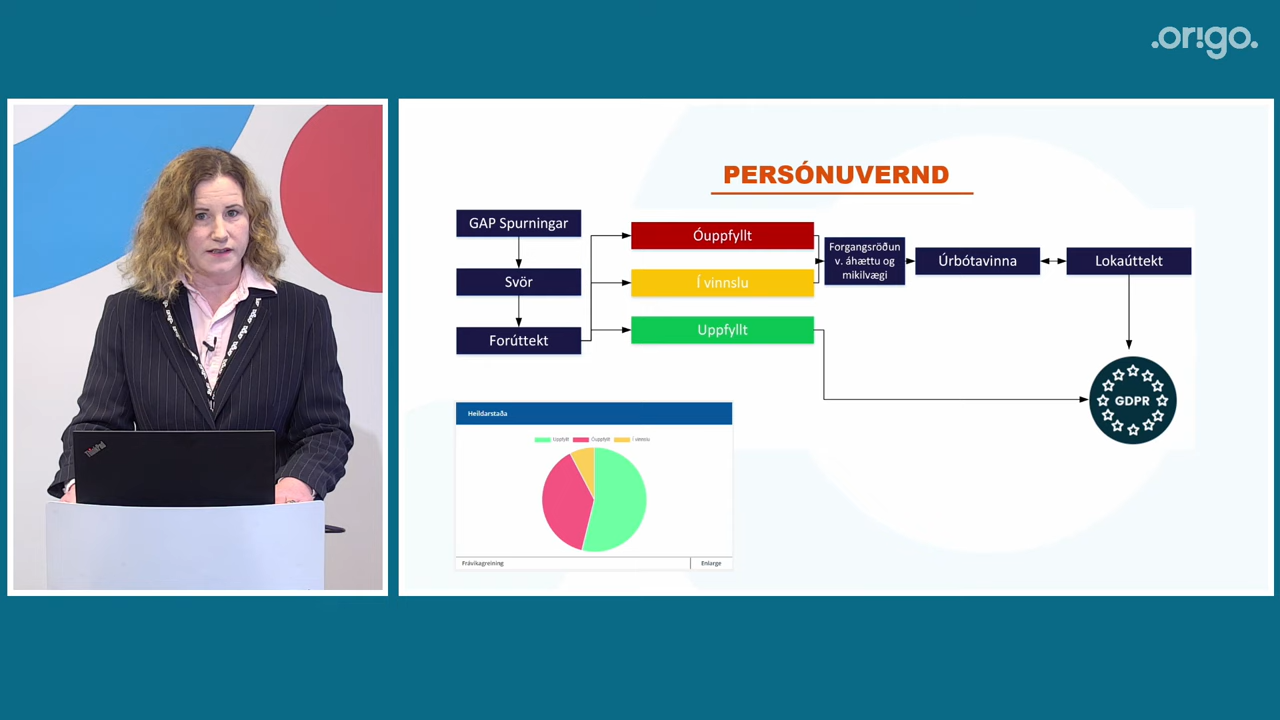 .origo.
PERSÓNUVERND
GAP Spurningar
Svör
Forúttekt
Óuppfyllt
Í vinnslu
Uppfyllt
Forgangsröðun
v. áhættu og
mikilvægi
Úrbótavinna
Lokaúttekt
GDPR
Heildarstaða
Uppfyllt Óuppfyllt Í vinnslu
Frávikagreining
Enlarge
ThinkPad